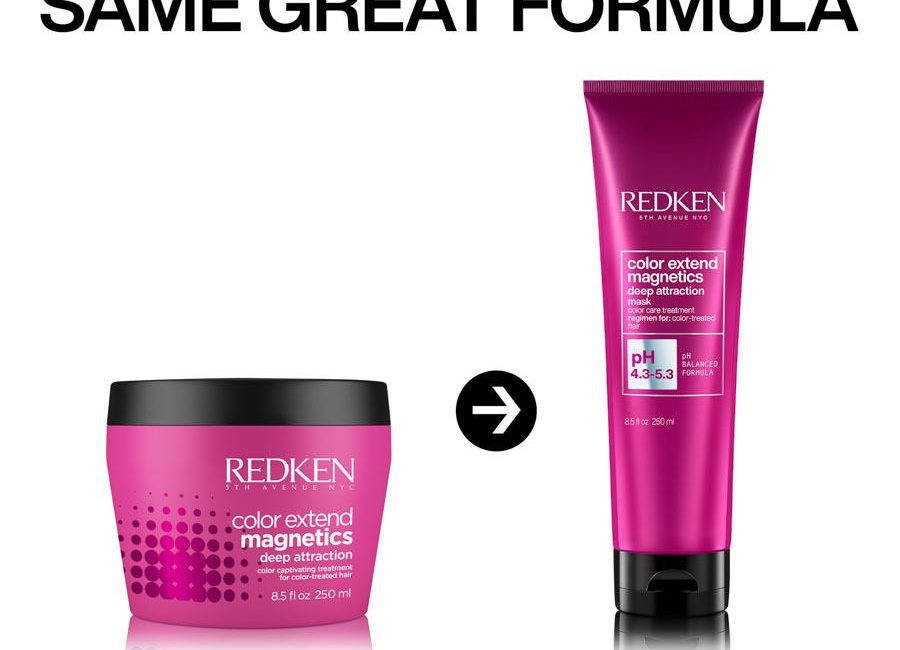 SAME GREAT FORMULA
REDKEN
5TH AVENUE NYC
color extend
magnetics
deep attraction
color captivating treatment
for color-treated hair
8.5 fl oz 250 ml
REDKEN
5TH AVENUE NYC
color extend
magnetics
deep attraction
mask
color care treatment
regimen for: color-treated
hair
pH
4.3-5.3
pH
BALANCED
FORMULA
8.5 fl oz 250 ml